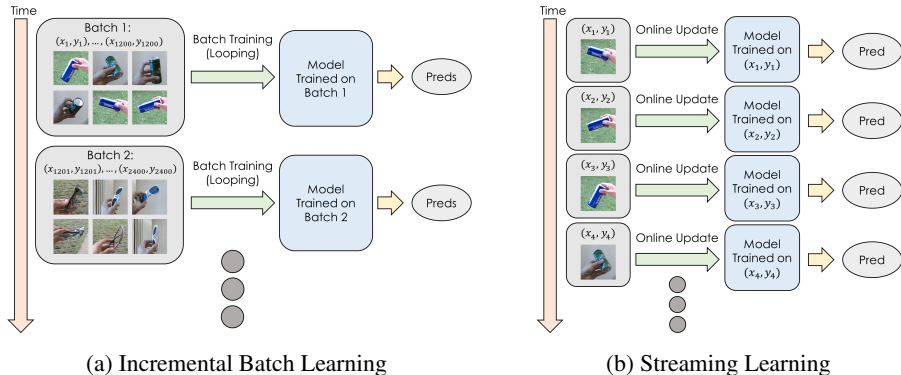 Time
Batch 1:
(x₁, y₁), ..., (x₁₂₀₀, y₁₂₀₀)
Batch Training
(Looping)
Model
Trained on
Batch 1
Preds
Batch 2:
(x₁₂₀₁, y₁₂₀₁), ..., (x₂₄₀₀, y₂₄₀₀)
Batch Training
(Looping)
Model
Trained on
Batch 2
Preds
(a) Incremental Batch Learning
Time
(x₁, y₁)
Online Update
Model
Trained on
(x₁, y₁)
Pred
(x₂, y₂)
Online Update
Model
Trained on
(x₂, y₂)
Pred
(x₃, y₃)
Online Update
Model
Trained on
(x₃, y₃)
Pred
(x₄, y₄)
Online Update
Model
Trained on
(x₄, y₄)
Pred
(b) Streaming Learning